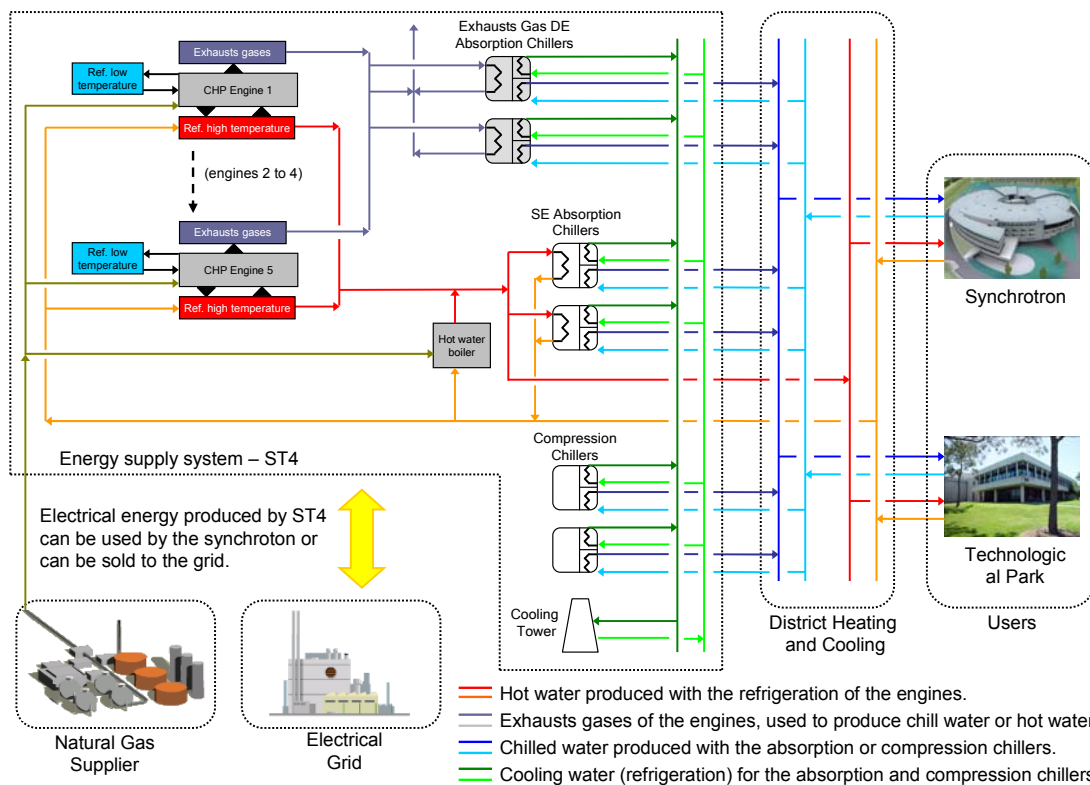 Exhausts Gas DE
Absorption Chillers
Exhausts gases
Ref. low
temperature
CHP Engine 1
Ref. high temperature
(engines 2 to 4)
Exhausts gases
Ref. low
temperature
CHP Engine 5
Ref. high temperature
SE Absorption
Chillers
Hot water
boiler
Synchrotron
Compression
Chillers
Energy supply system – ST4
Electrical energy produced by ST4
can be used by the synchroton or
can be sold to the grid.
Cooling
Tower
Technologic
al Park
District Heating
and Cooling
Users
Natural Gas
Supplier
Electrical
Grid
Hot water produced with the refrigeration of the engines.
Exhausts gases of the engines, used to produce chill water or hot water
Chilled water produced with the absorption or compression chillers.
Cooling water (refrigeration) for the absorption and compression chillers